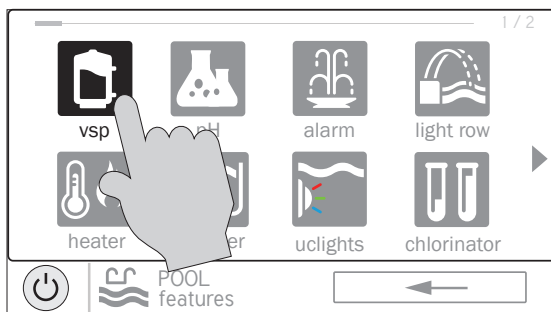 1 / 2
vsp
pH
alarm
light row
heater
er
uclights
chlorinator
POOL
features